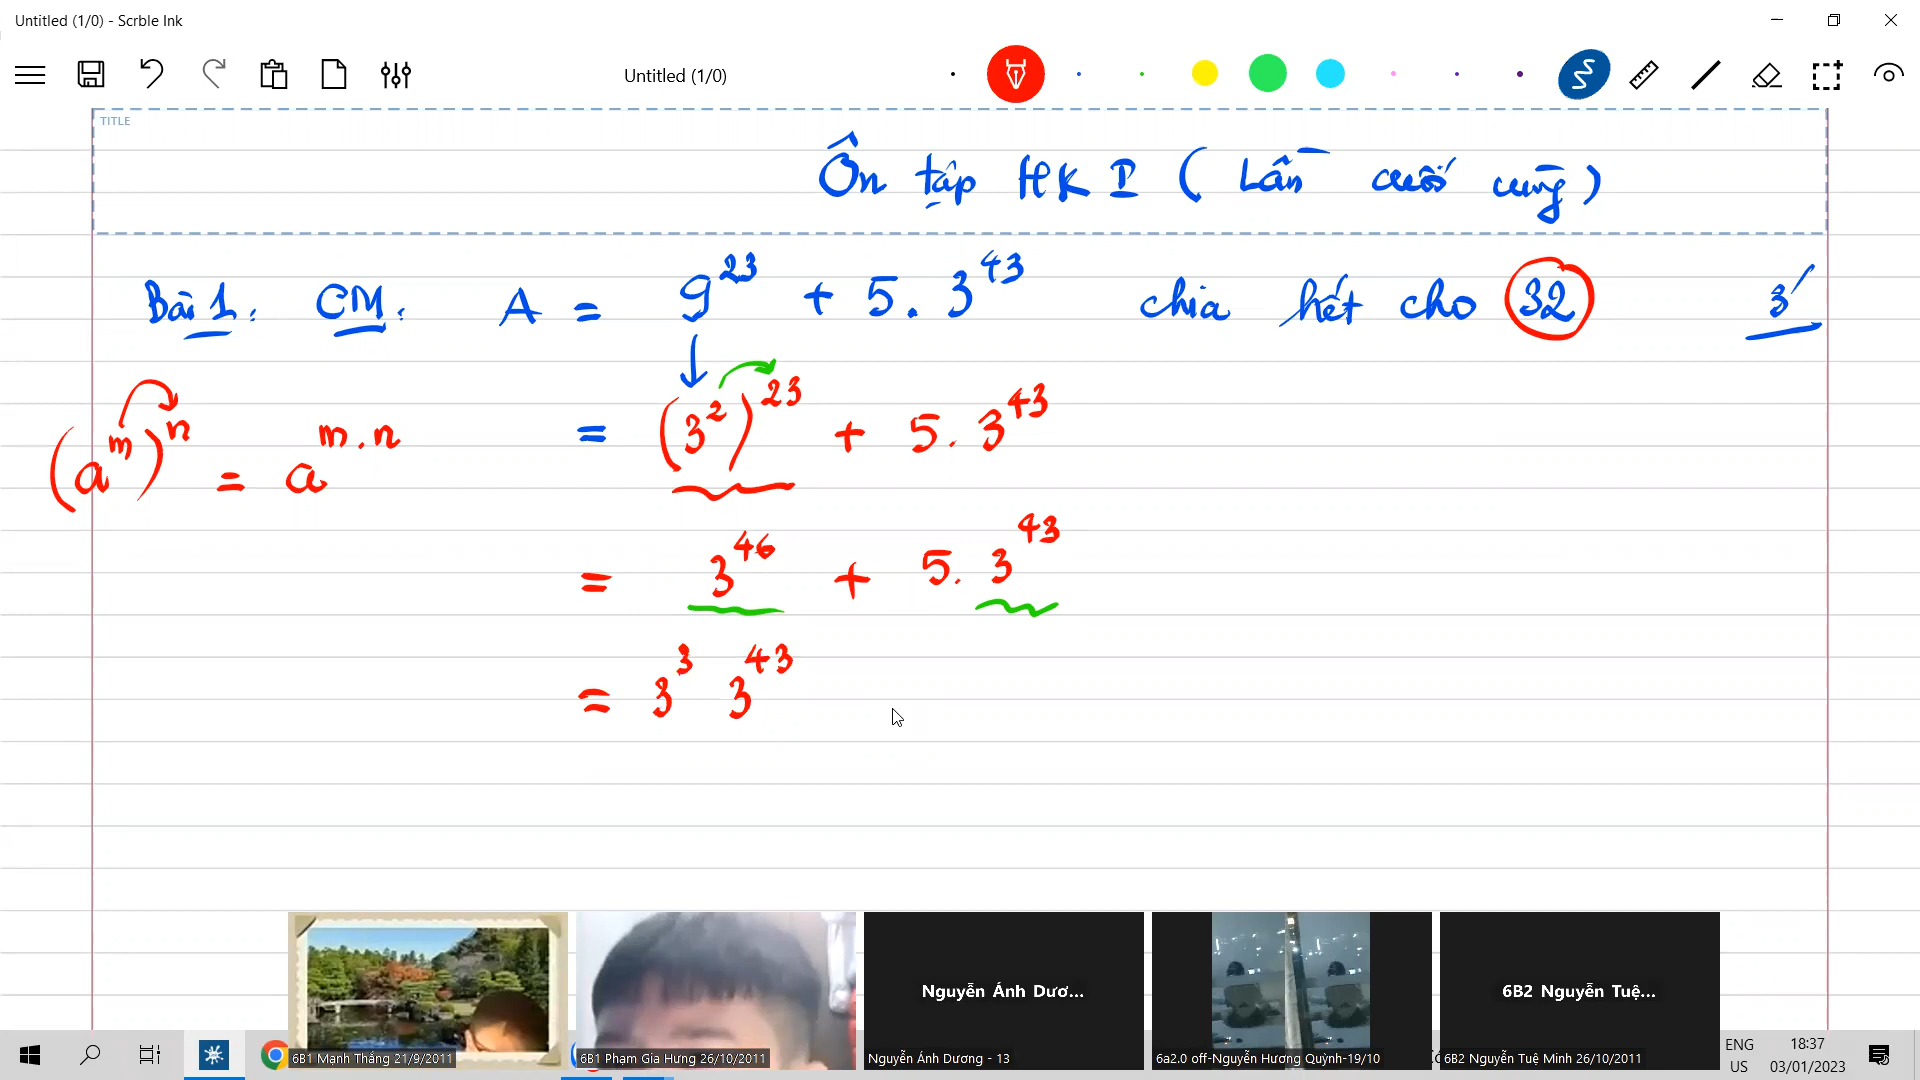 Untitled (1/0) - Scrble Ink
Untitled (1/0)
TITLE
Ôn tập HK I ( Lần cuối cùng )
Bài 1: CM: A = 9^23 + 5. 3^43 chia hết cho 32 3'
(a^m)^n = a^m.n = (3^2)^23 + 5. 3^43
= 3^46 + 5. 3^43
= 3^3 3^43
Nguyễn Ánh Dươ...
6B2 Nguyễn Tuệ...
6B1 Mạnh Thắng 21/9/2011
6B1 Phạm Gia Hưng 26/10/2011
Nguyễn Ánh Dương - 13
6a2.0 off-Nguyễn Hương Quỳnh-19/10
6B2 Nguyễn Tuệ Minh 26/10/2011
ENG
US
18:37
03/01/2023